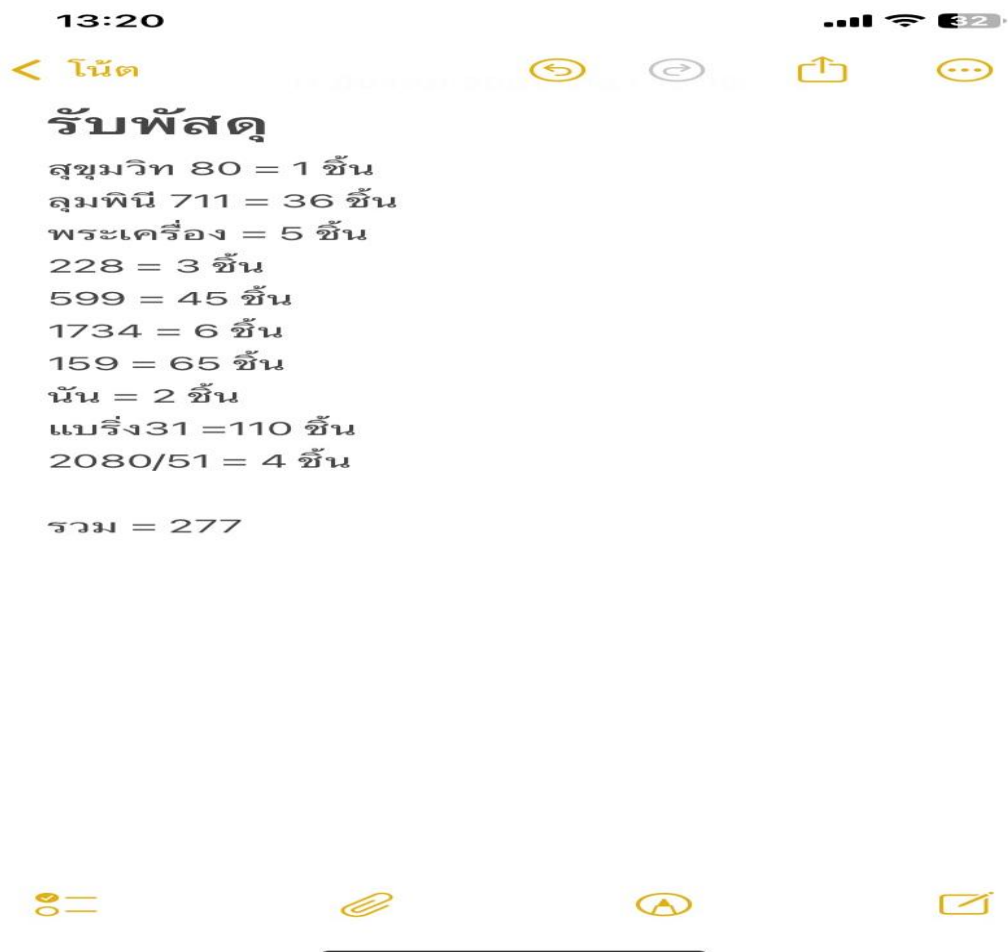 13:20
32
โน้ต
รับพัสดุ
สุขุมวิท 80 = 1 ชิ้น
ลุมพินี 711 = 36 ชิ้น
พระเครื่อง = 5 ชิ้น
228 = 3 ชิ้น
599 = 45 ชิ้น
1734 = 6 ชิ้น
159 = 65 ชิ้น
นัน = 2 ชิ้น
แบริ่ง31 =110 ชิ้น
2080/51 = 4 ชิ้น
รวม = 277